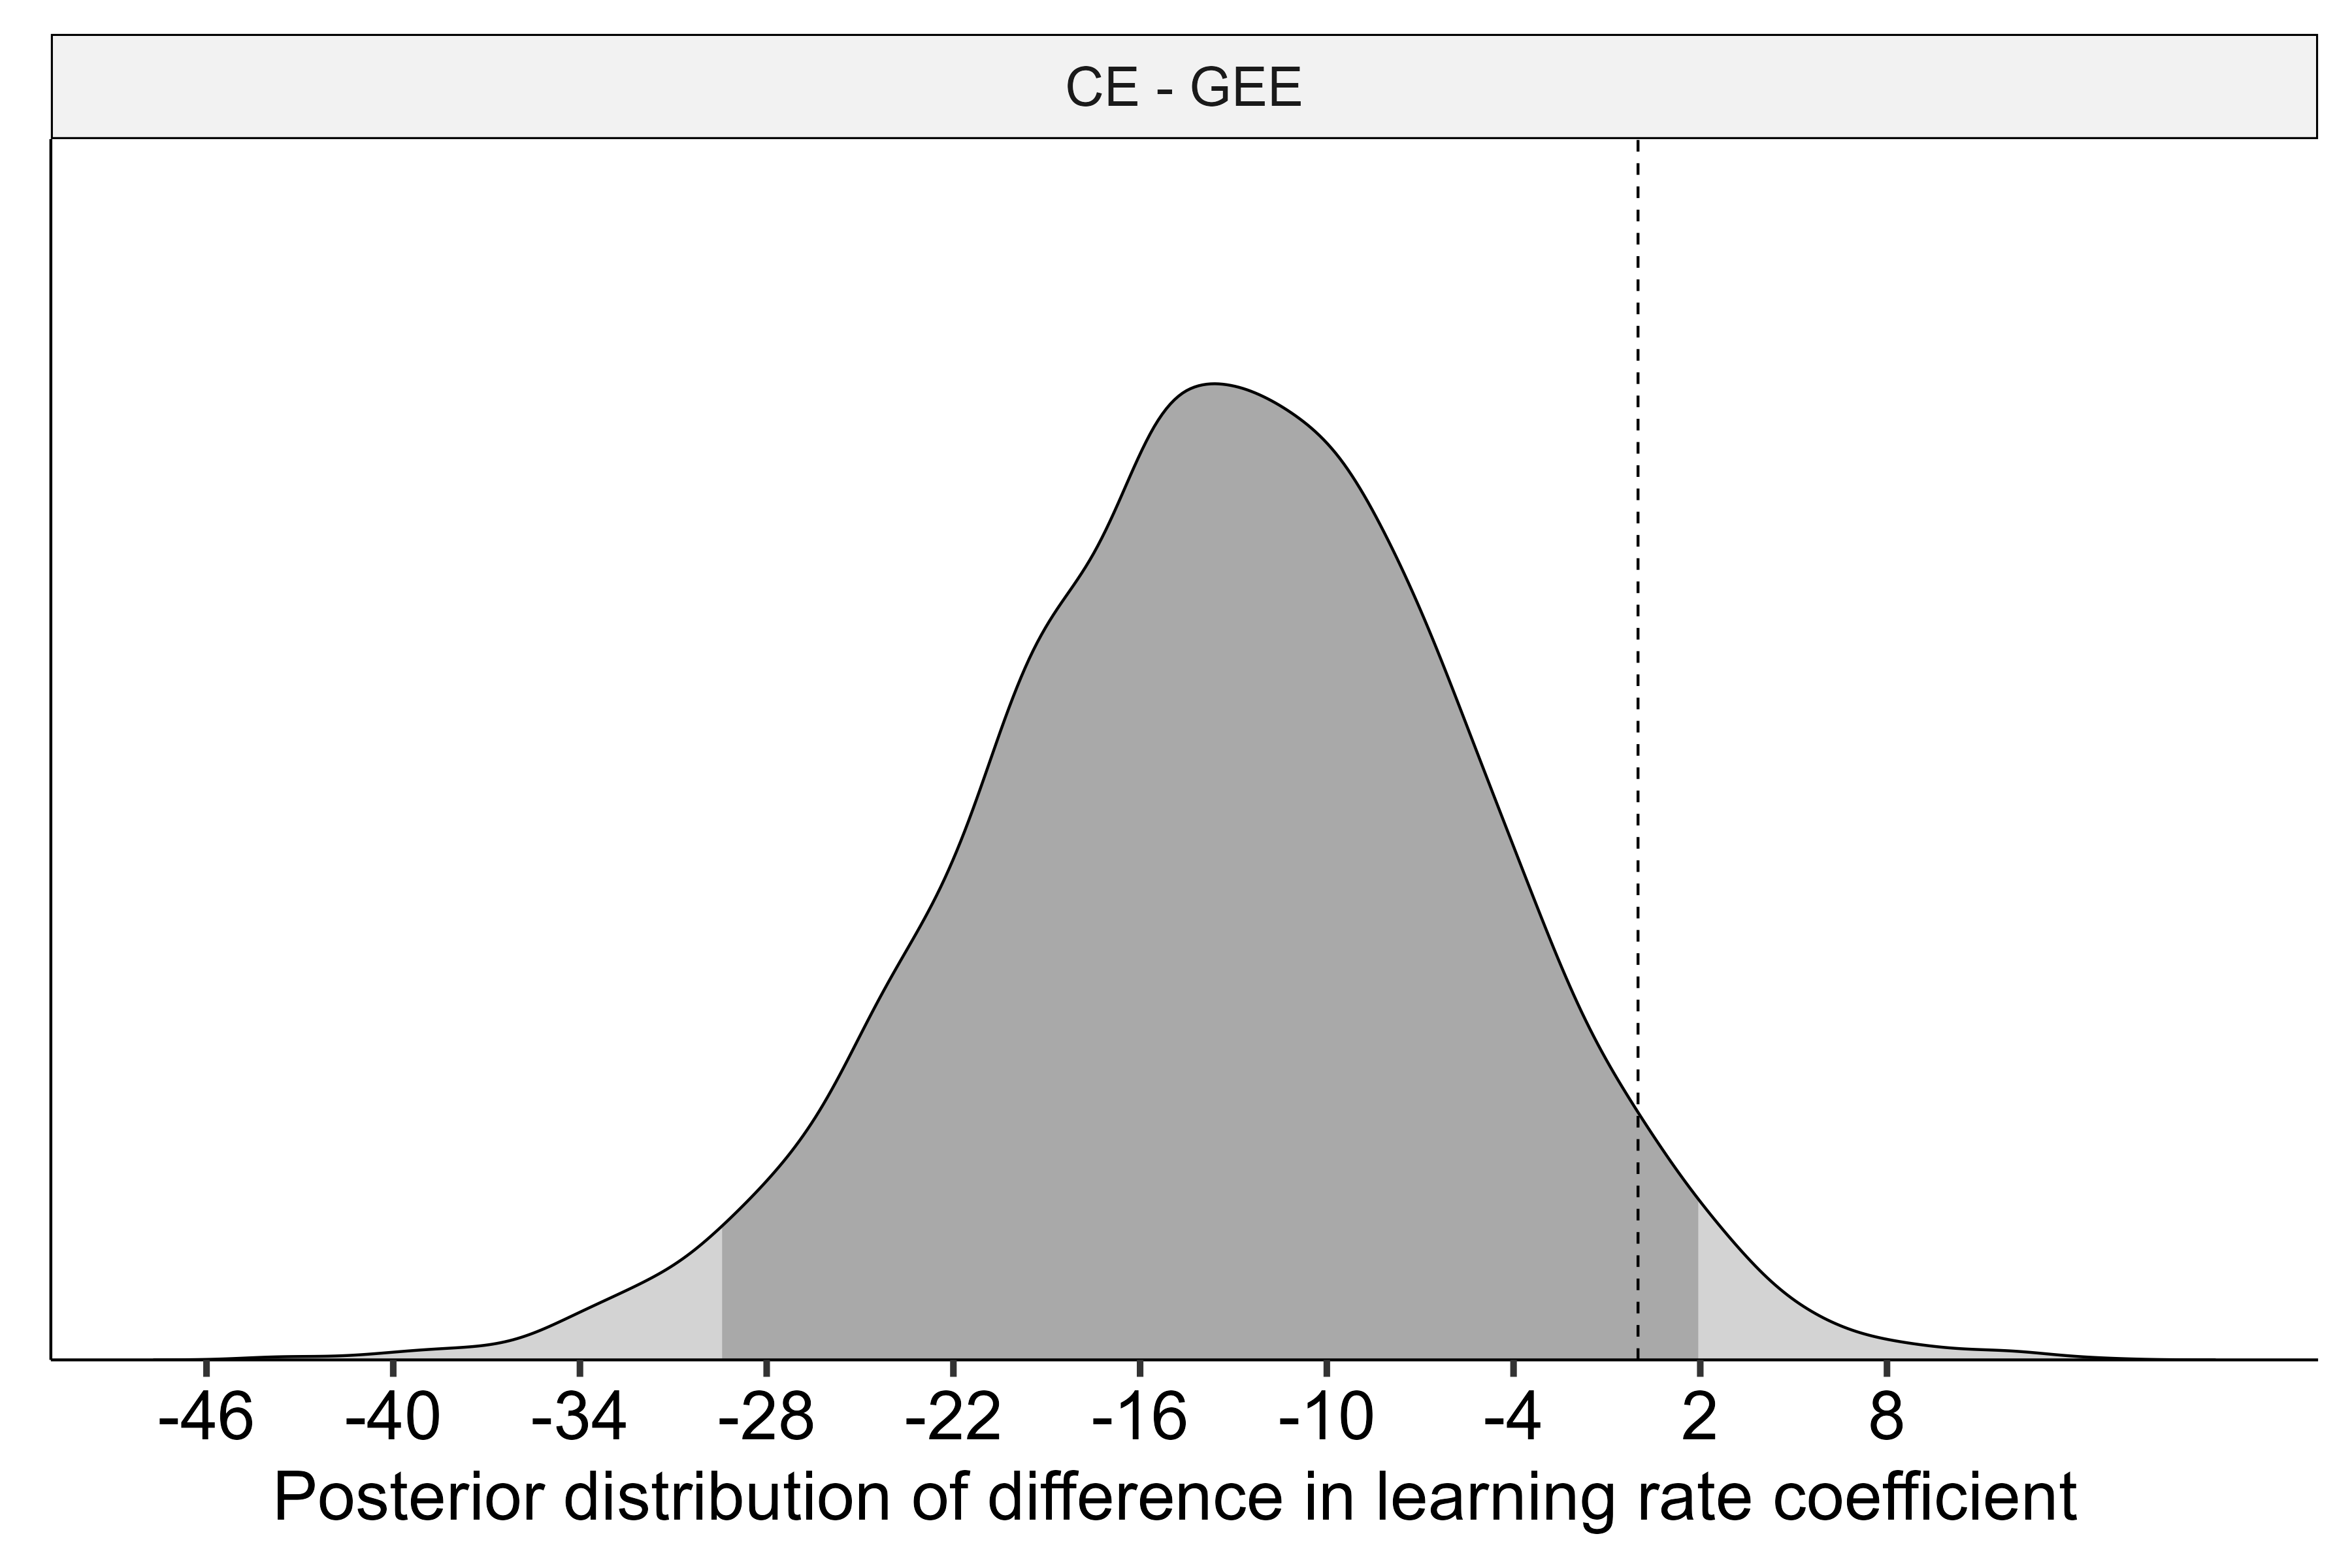 CE - GEE
-46 -40 -34 -28 -22 -16 -10 -4 2 8
Posterior distribution of difference in learning rate coefficient